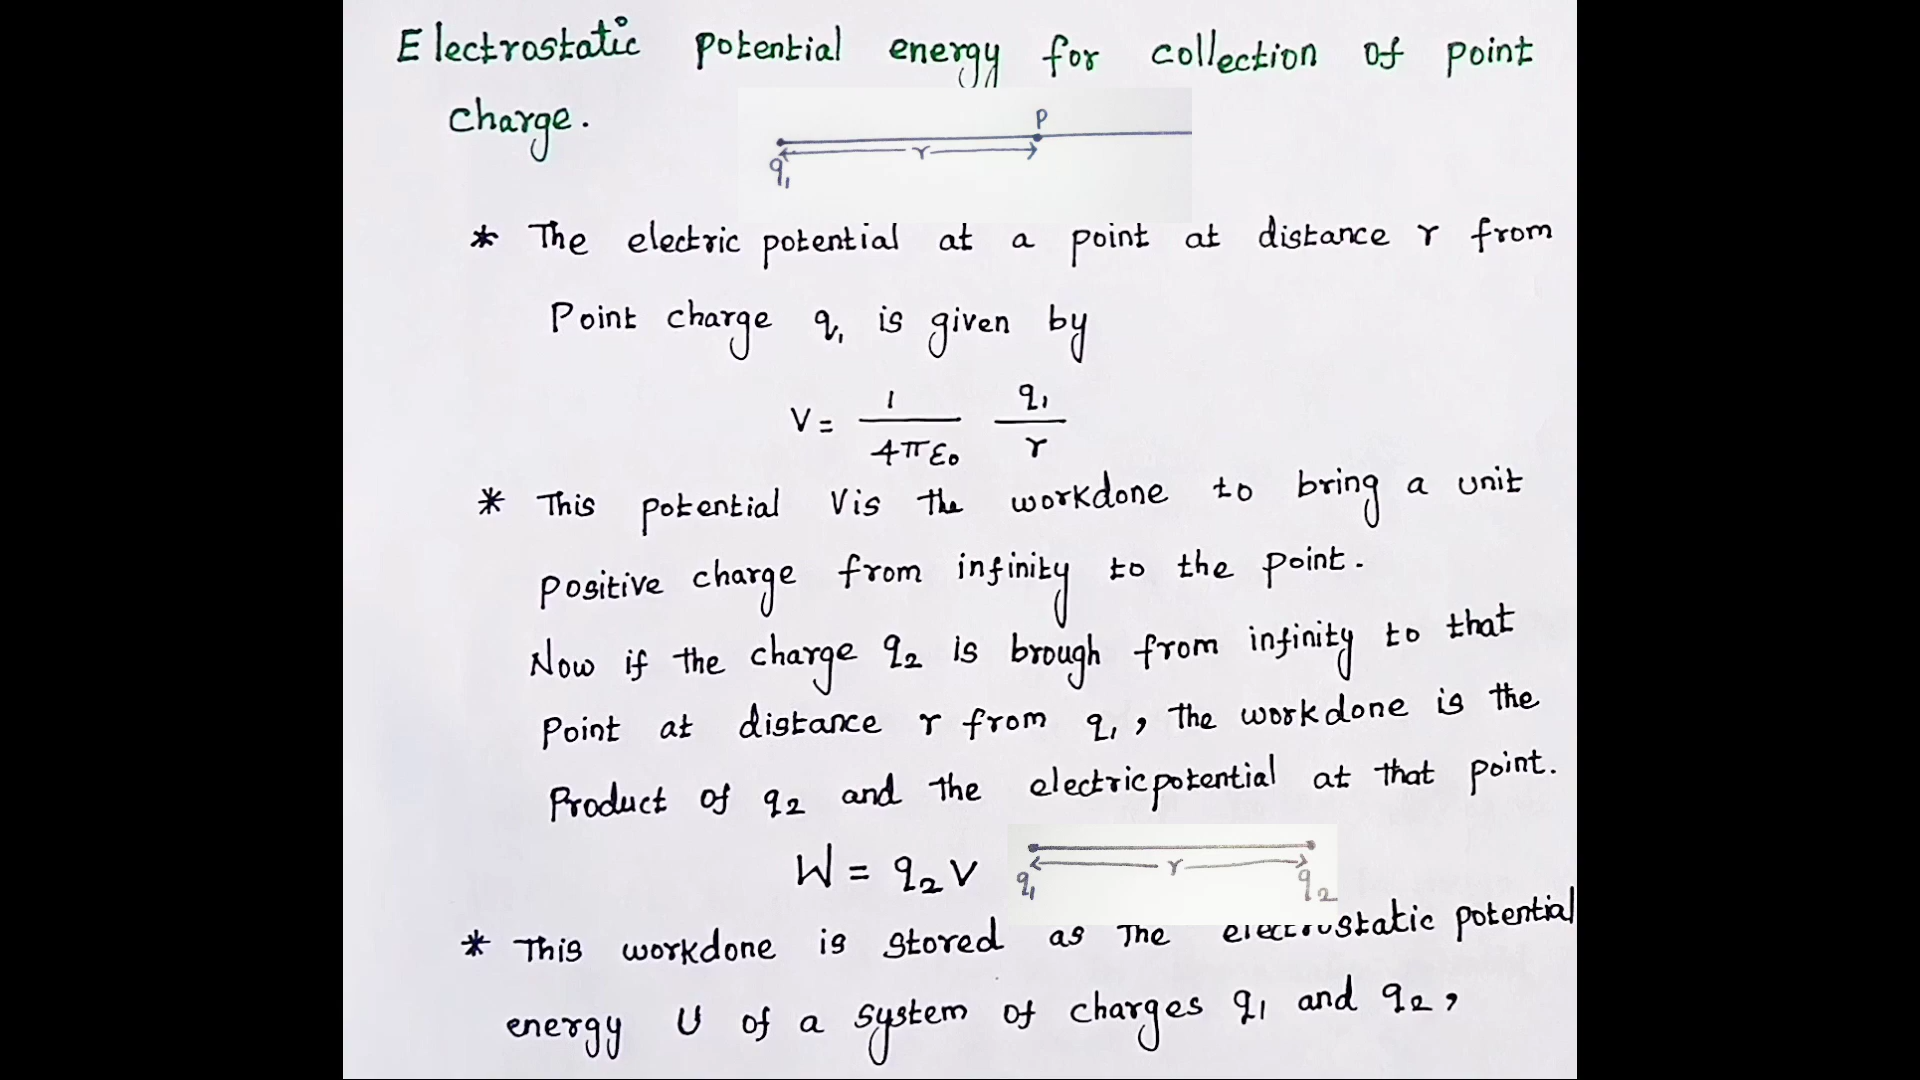 Electrostatic potential energy for collection of point
charge.
P
r
q₁
* The electric potential at a point at distance r from
Point charge q₁ is given by
V = 1/4πε₀ q₁/r
* This potential V is the workdone to bring a unit
positive charge from infinity to the point.
Now if the charge q₂ is brough from infinity to that
point at distance r from q₁, the workdone is the
Product of q₂ and the electric potential at that point.
W = q₂V
r
q₁ q₂
* This workdone is stored as the electrostatic potential
energy U of a system of charges q₁ and q₂,